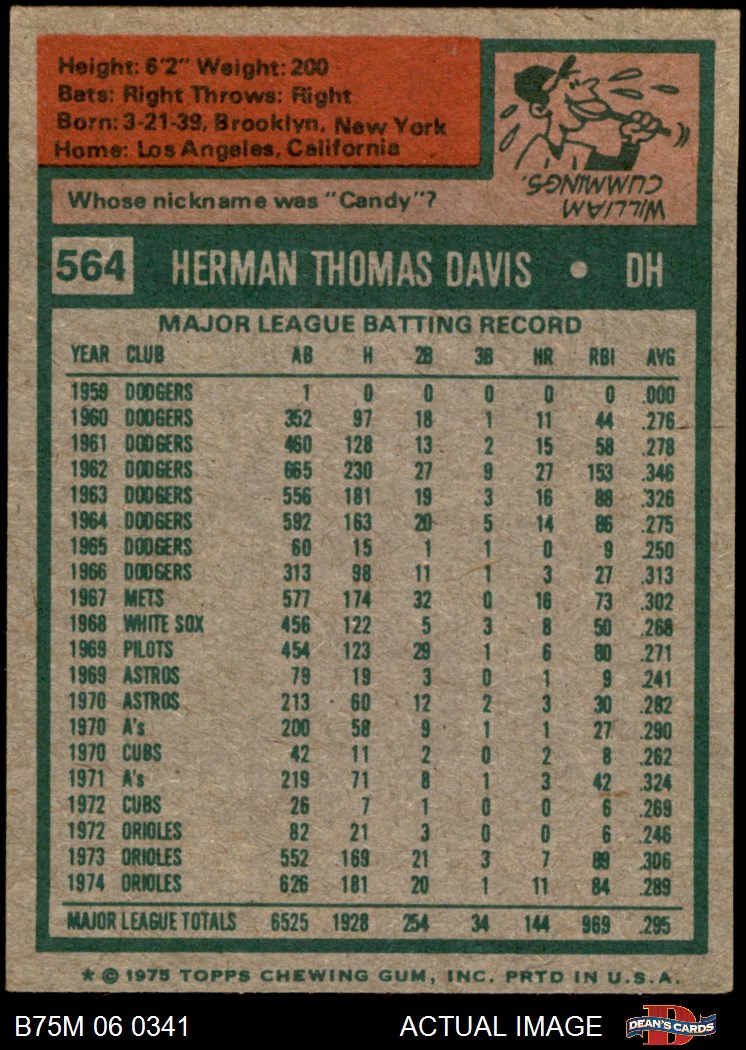 Height: 6'2" Weight: 200
Bats: Right Throws: Right
Born: 3-21-39, Brooklyn, New York
Home: Los Angeles, California
Whose nickname was "Candy"?
WILLIAM
CUMMINGS.
564 HERMAN THOMAS DAVIS • DH
MAJOR LEAGUE BATTING RECORD
YEAR CLUB AB H 2B 3B HR RBI AVG
1959 DODGERS 1 0 0 0 0 0 .000
1960 DODGERS 352 97 18 1 11 44 .276
1961 DODGERS 460 128 13 2 15 58 .278
1962 DODGERS 665 230 27 9 27 153 .346
1963 DODGERS 556 181 19 3 16 88 .326
1964 DODGERS 592 163 20 5 14 86 .275
1965 DODGERS 60 15 1 1 0 9 .250
1966 DODGERS 313 98 11 1 3 27 .313
1967 METS 577 174 32 0 16 73 .302
1968 WHITE SOX 456 122 5 3 8 50 .268
1969 PILOTS 454 123 29 1 6 80 .271
1969 ASTROS 79 19 3 0 1 9 .241
1970 ASTROS 213 60 12 2 3 30 .282
1970 A's 200 58 9 1 1 27 .290
1970 CUBS 42 11 2 0 2 8 .262
1971 A's 219 71 8 1 3 42 .324
1972 CUBS 26 7 1 0 0 6 .269
1972 ORIOLES 82 21 3 0 0 6 .246
1973 ORIOLES 552 169 21 3 7 89 .306
1974 ORIOLES 626 181 20 1 11 84 .289
MAJOR LEAGUE TOTALS 6525 1928 254 34 144 969 .295
* © 1975 TOPPS CHEWING GUM, INC. PRTD IN U.S.A.
B75M 06 0341 ACTUAL IMAGE D DEAN'S CARDS